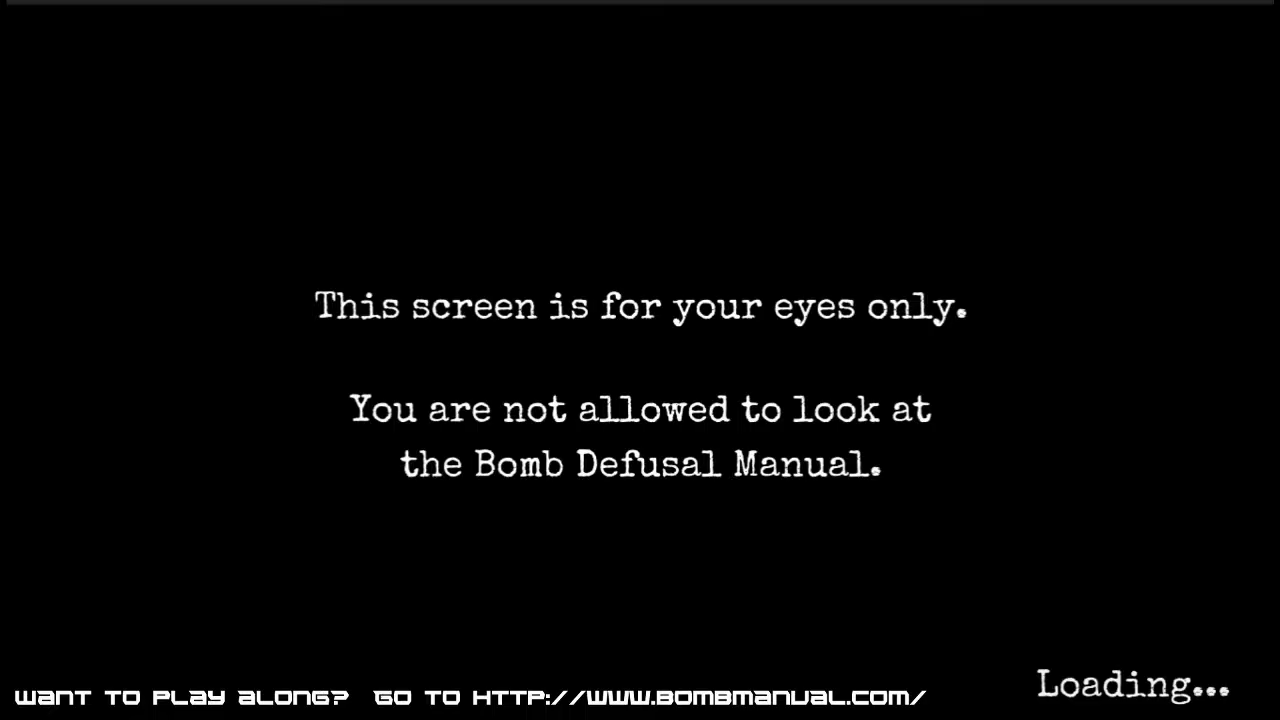 This screen is for your eyes only.
You are not allowed to look at
the Bomb Defusal Manual.
Loading...
WANT TO PLAY ALONG? GO TO HTTP://WWW.BOMBMANUAL.COM/